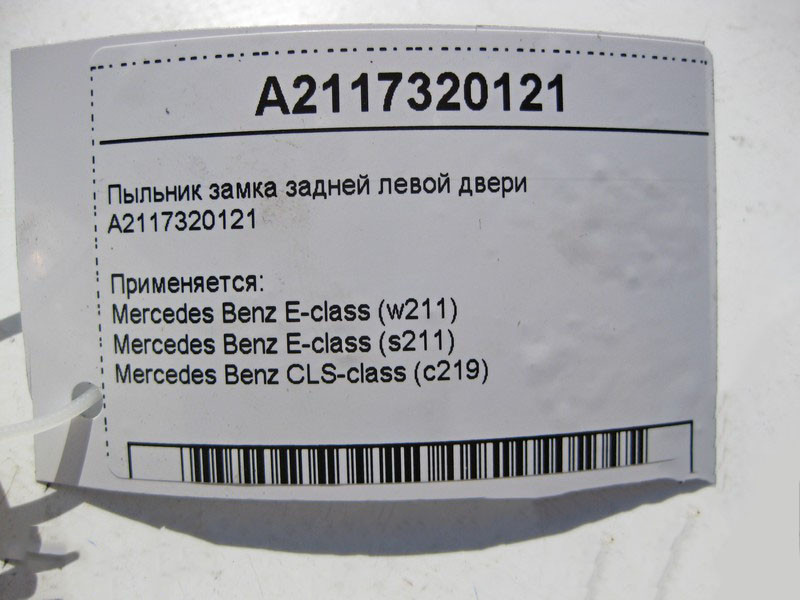 A2117320121
Пыльник замка задней левой двери
A2117320121
Применяется:
Mercedes Benz E-class (w211)
Mercedes Benz E-class (s211)
Mercedes Benz CLS-class (c219)